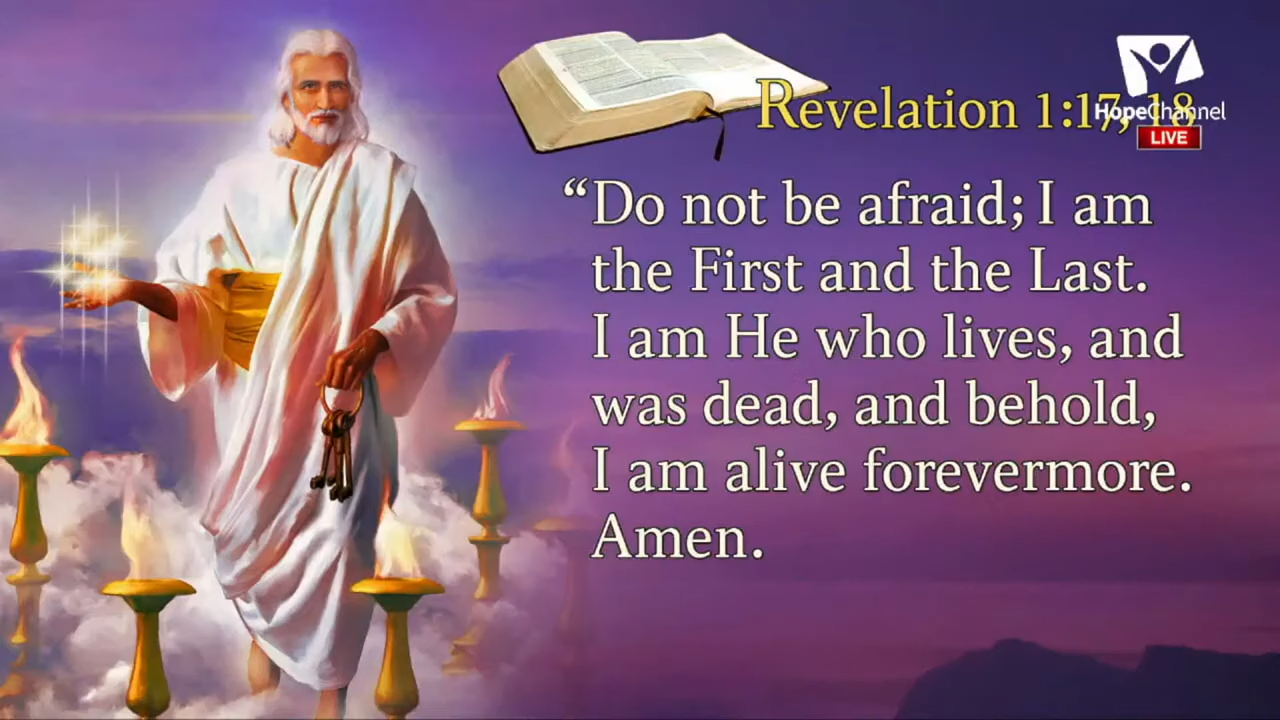 Revelation 1:17, 18
HopeChannel
LIVE
“Do not be afraid; I am
the First and the Last.
I am He who lives, and
was dead, and behold,
I am alive forevermore.
Amen.